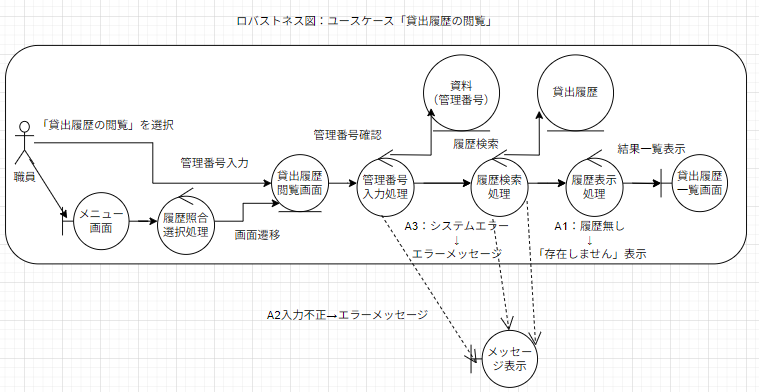 ロバストネス図：ユースケース「貸出履歴の閲覧」
資料
（管理番号）
貸出履歴
「貸出履歴の閲覧」を選択
管理番号確認
履歴検索
結果一覧表示
管理番号入力
職員
貸出履歴
閲覧画面
管理番号
入力処理
履歴検索
処理
履歴表示
処理
貸出履歴
一覧画面
メニュー
画面
履歴照合
選択処理
画面遷移
A3：システムエラー
↓
エラーメッセージ
A1：履歴無し
↓
「存在しません」表示
A2入力不正→エラーメッセージ
メッセー
ジ表示